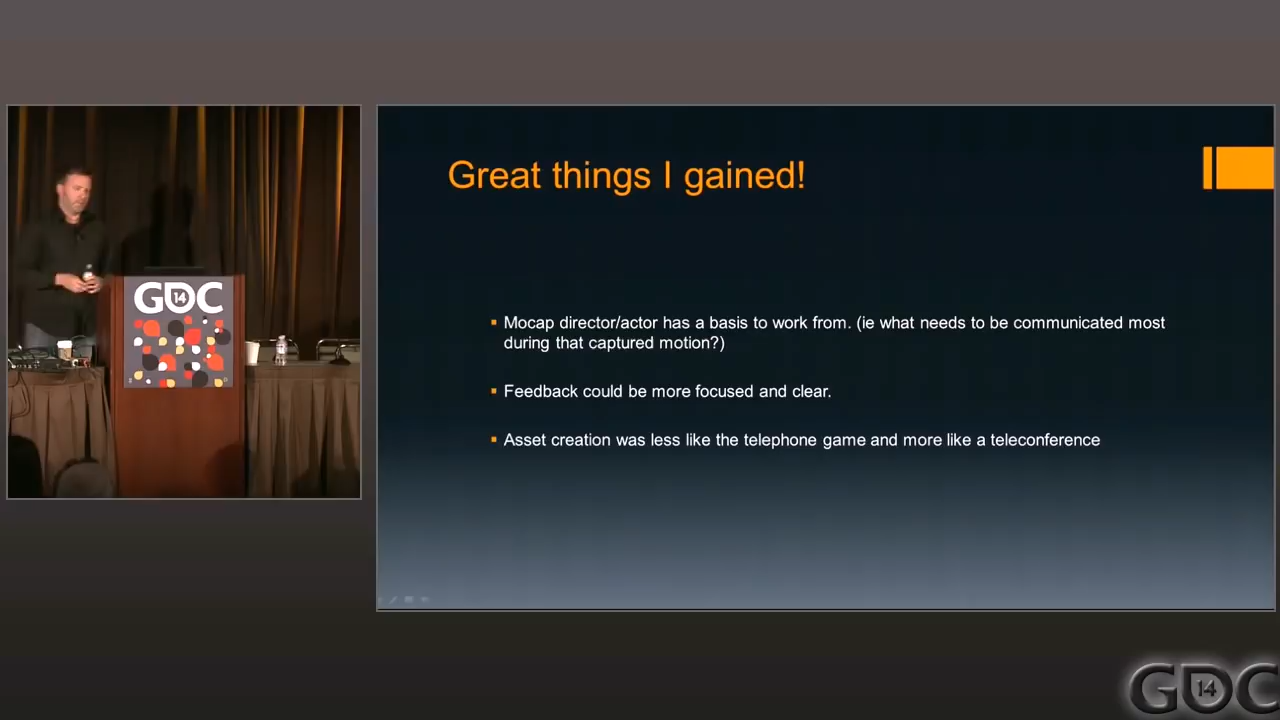 Great things I gained!
▪ Mocap director/actor has a basis to work from. (ie what needs to be communicated most
during that captured motion?)
▪ Feedback could be more focused and clear.
▪ Asset creation was less like the telephone game and more like a teleconference
GDC 14
GDC 14